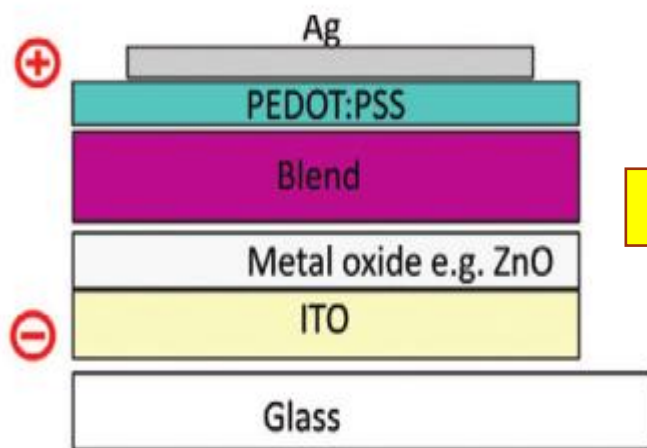 Ag
PEDOT:PSS
Blend
Metal oxide e.g. ZnO
ITO
Glass